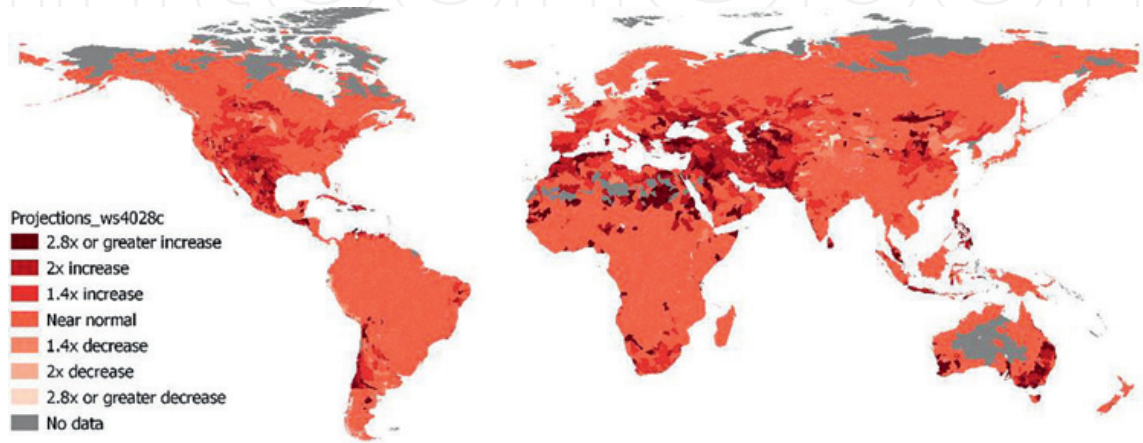 Projections_ws4028c
2.8x or greater increase
2x increase
1.4x increase
Near normal
1.4x decrease
2x decrease
2.8x or greater decrease
No data